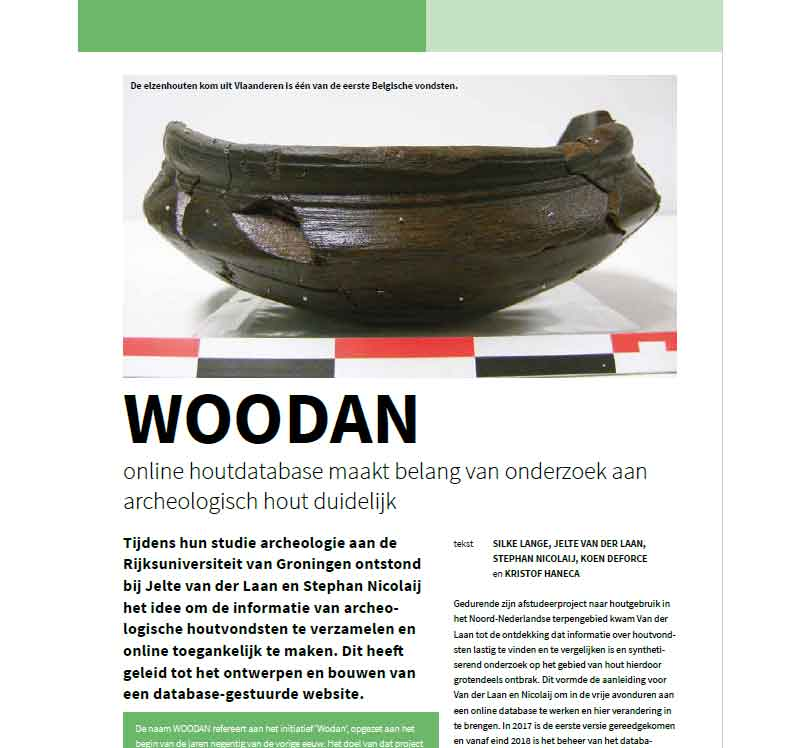 De elzenhouten kom uit Vlaanderen is één van de eerste Belgische vondsten.
WOODAN
online houtdatabase maakt belang van onderzoek aan
archeologisch hout duidelijk
Tijdens hun studie archeologie aan de
Rijksuniversiteit van Groningen ontstond
bij Jelte van der Laan en Stephan Nicolaij
het idee om de informatie van archeo-
logische houtvondsten te verzamelen en
online toegankelijk te maken. Dit heeft
geleid tot het ontwerpen en bouwen van
een database-gestuurde website.
De naam WOODAN refereert aan het initiatief 'Wodan', opgezet aan het
begin van de jaren negentig van de vorige eeuw. Het doel van dat project
tekst SILKE LANGE, JELTE VAN DER LAAN,
STEPHAN NICOLAIJ, KOEN DEFORCE
en KRISTOF HANECA
Gedurende zijn afstudeerproject naar houtgebruik in
het Noord-Nederlandse terpengebied kwam Van der
Laan tot de ontdekking dat informatie over houtvond-
sten lastig te vinden en te vergelijken is en syntheti-
serend onderzoek op het gebied van hout hierdoor
grotendeels ontbrak. Dit vormde de aanleiding voor
Van der Laan en Nicolaij om in de vrije avonduren aan
een online database te werken en hier verandering in
te brengen. In 2017 is de eerste versie gereedgekomen
en vanaf eind 2018 is het beheer van het databa-